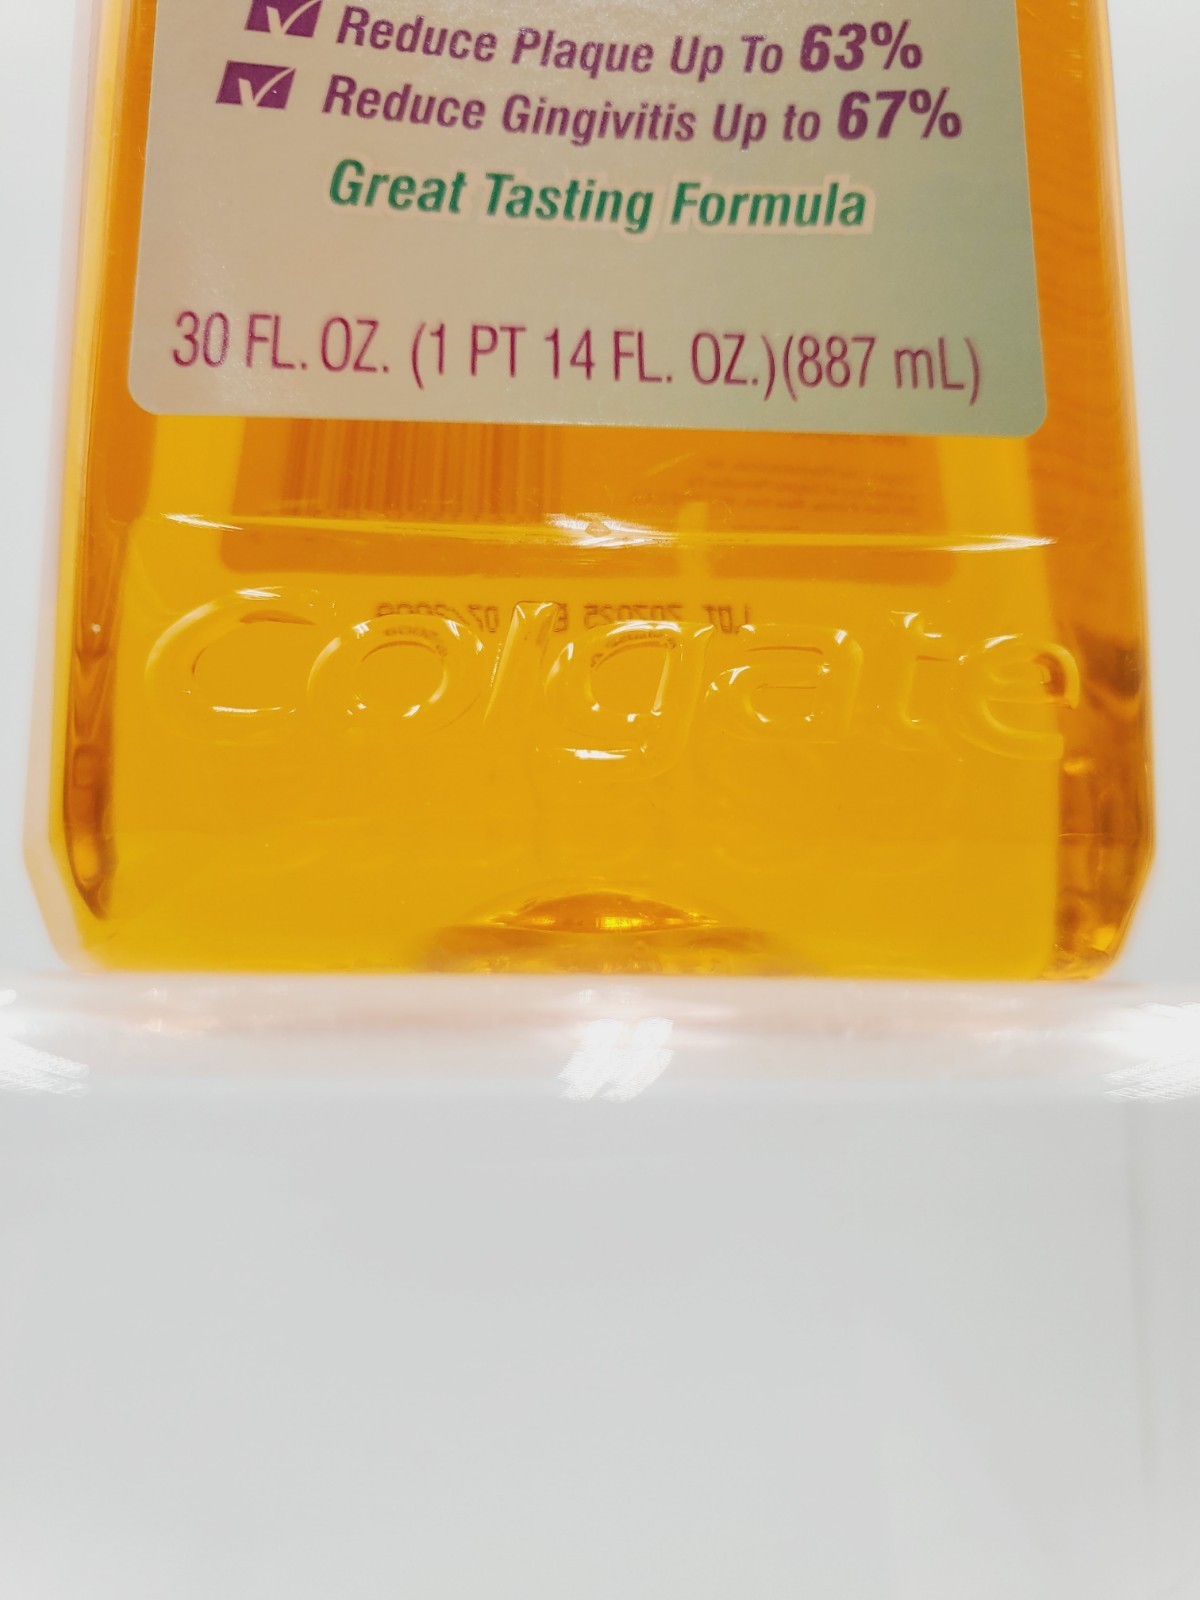 Reduce Plaque Up To 63%
Reduce Gingivitis Up to 67%
Great Tasting Formula
30 FL. OZ. (1 PT 14 FL. OZ.)(887 mL)
Colgate